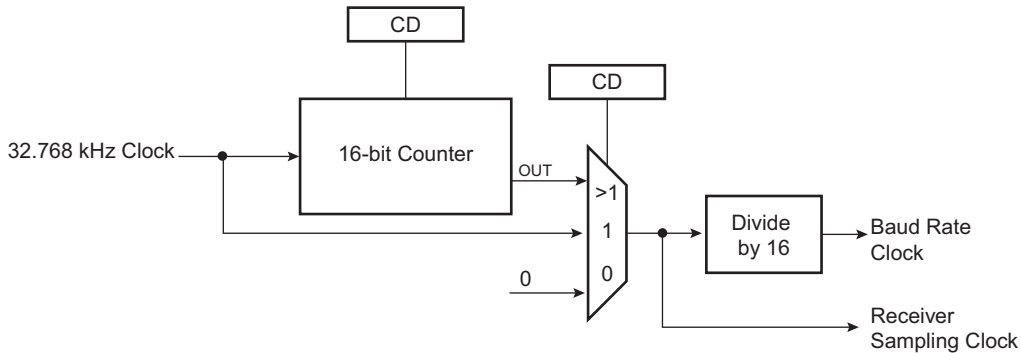 CD
CD
32.768 kHz Clock
16-bit Counter
OUT
>1
1
0
0
Divide
by 16
Baud Rate
Clock
Receiver
Sampling Clock